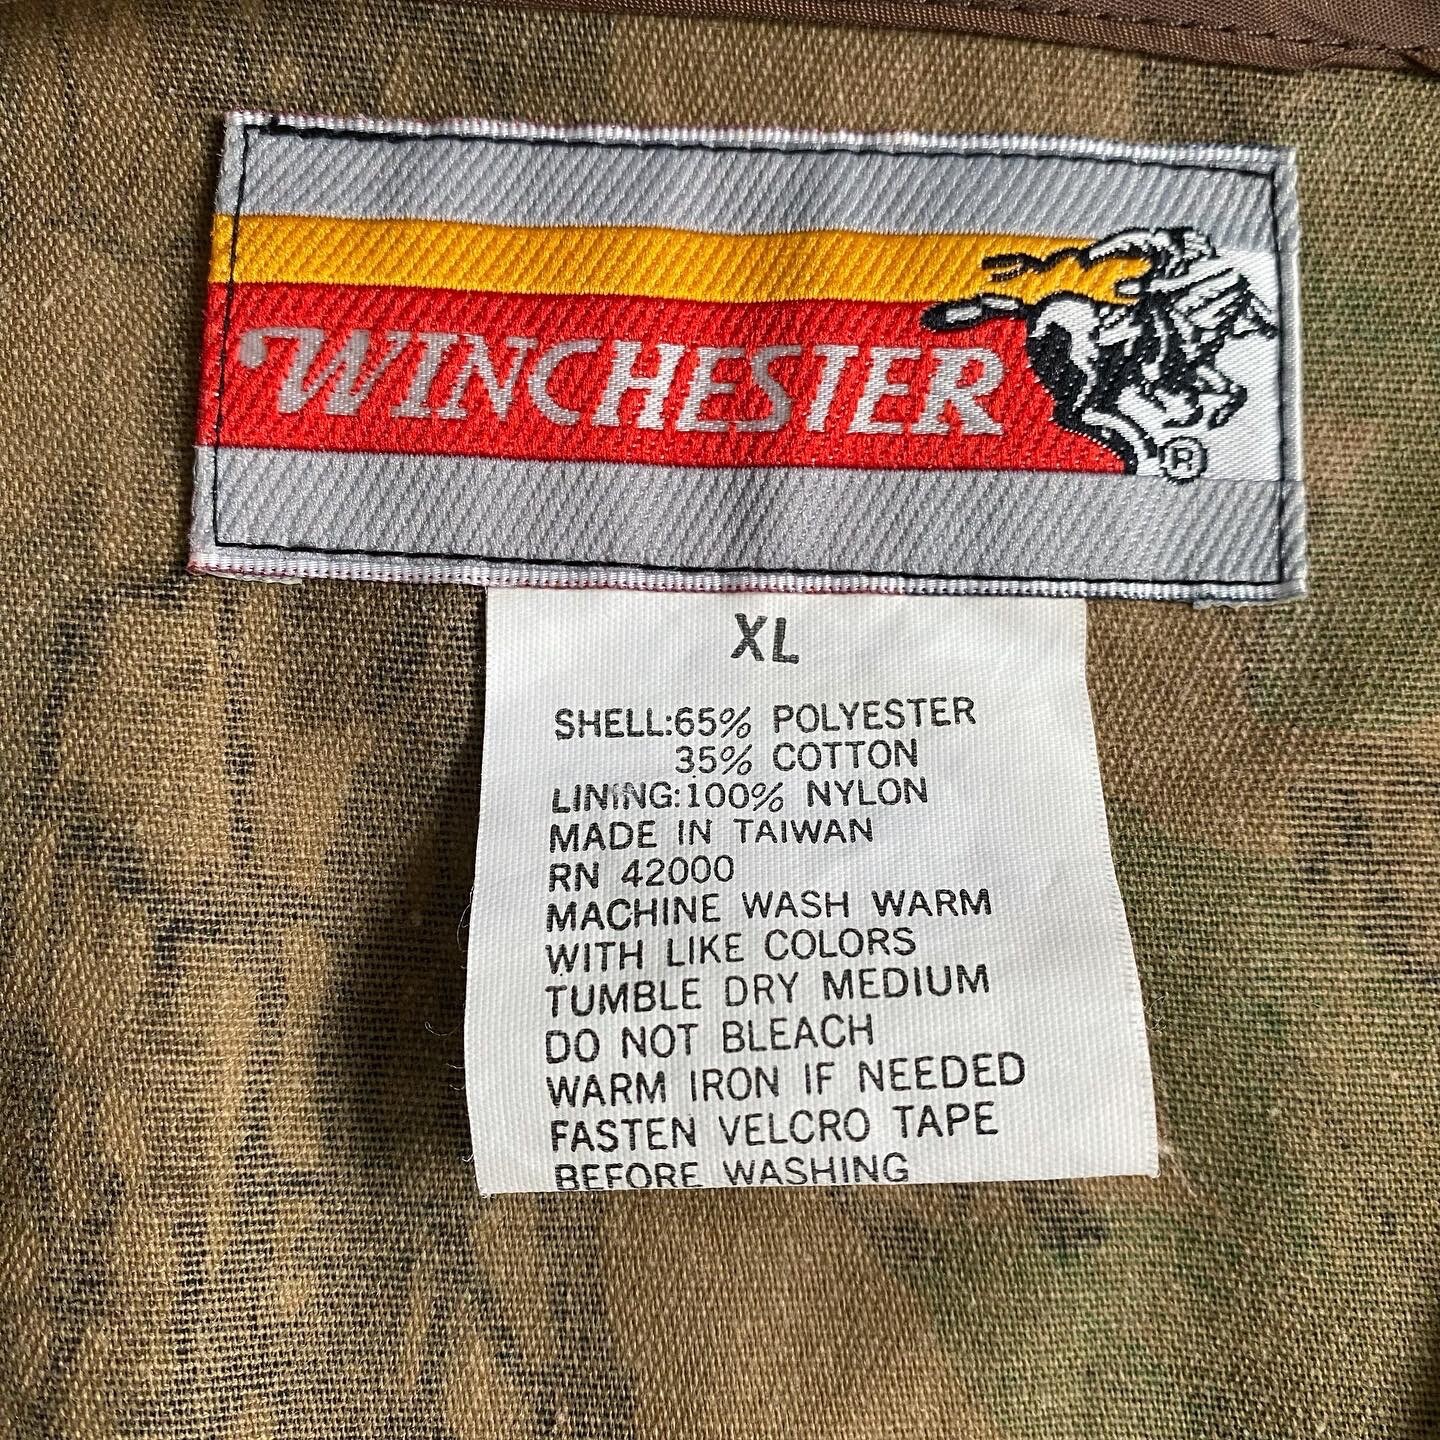 WINCHESTER
®
XL
SHELL:65% POLYESTER
35% COTTON
LINING:100% NYLON
MADE IN TAIWAN
RN 42000
MACHINE WASH WARM
WITH LIKE COLORS
TUMBLE DRY MEDIUM
DO NOT BLEACH
WARM IRON IF NEEDED
FASTEN VELCRO TAPE
BEFORE WASHING